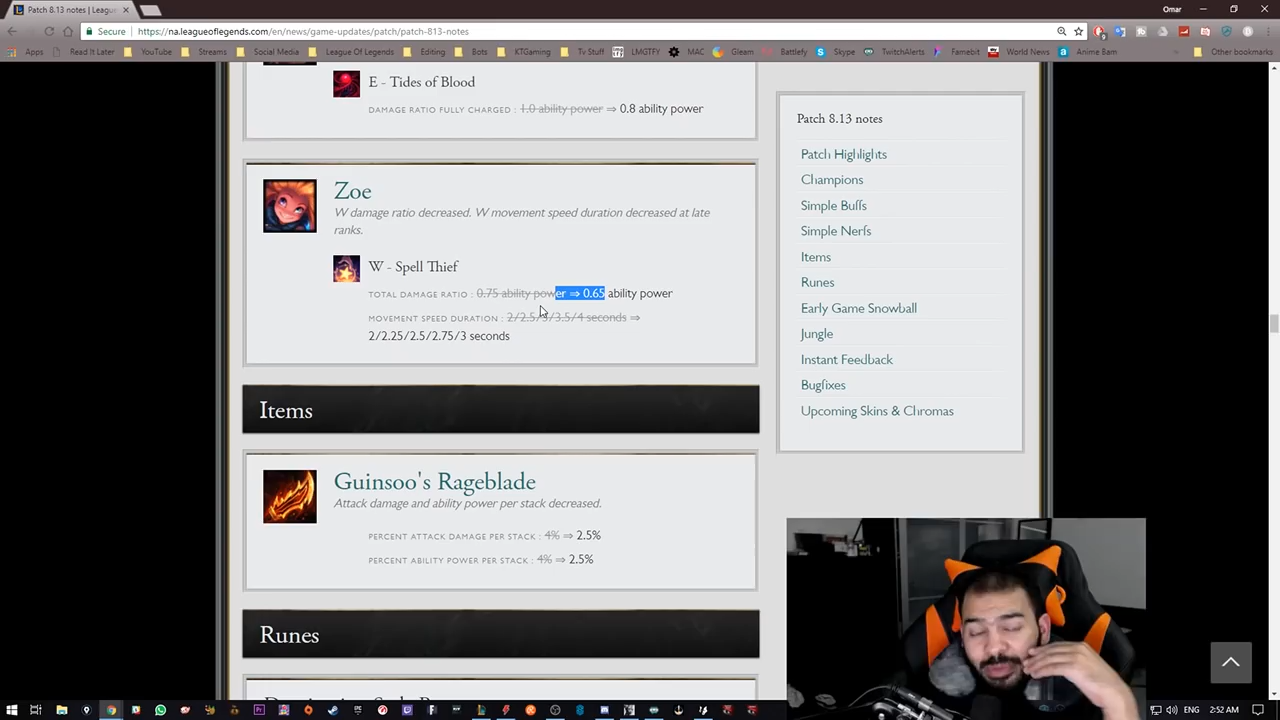 Patch 8.13 notes | Leagu
Omar
Secure | https://na.leagueoflegends.com/en/news/game-updates/patch/patch-813-notes
Apps Read It Later YouTube Streams Social Media League Of Legends Editing Bots KTGaming Tv Stuff LMGTFY MAC Gleam Battlefy Skype TwitchAlerts Famebit World News Anime Bam Other bookmarks
E - Tides of Blood
DAMAGE RATIO FULLY CHARGED : 1.0 ability power ⇒ 0.8 ability power
Zoe
W damage ratio decreased. W movement speed duration decreased at late
ranks.
W - Spell Thief
TOTAL DAMAGE RATIO : 0.75 ability power ⇒ 0.65 ability power
MOVEMENT SPEED DURATION : 2/2.5/3/3.5/4 seconds ⇒
2/2.25/2.5/2.75/3 seconds
Items
Guinsoo's Rageblade
Attack damage and ability power per stack decreased.
PERCENT ATTACK DAMAGE PER STACK : 4% ⇒ 2.5%
PERCENT ABILITY POWER PER STACK : 4% ⇒ 2.5%
Runes
Patch 8.13 notes
Patch Highlights
Champions
Simple Buffs
Simple Nerfs
Items
Runes
Early Game Snowball
Jungle
Instant Feedback
Bugfixes
Upcoming Skins & Chromas
ENG 2:52 AM